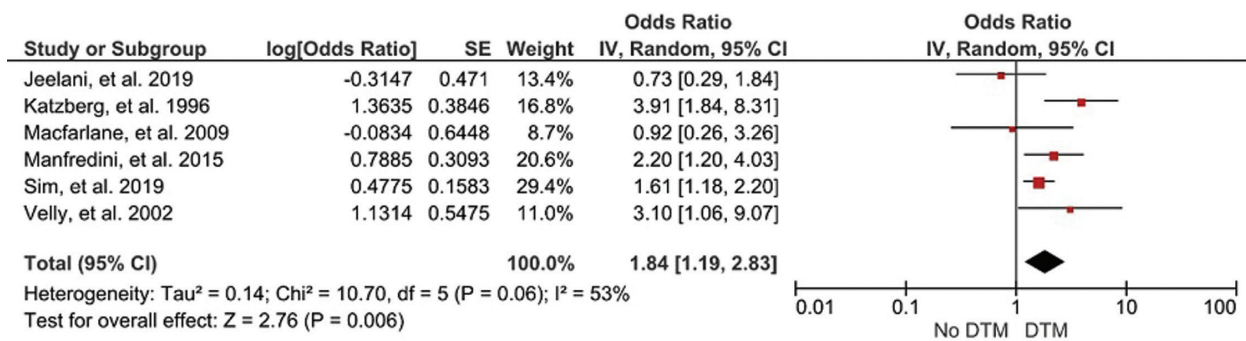 Odds Ratio Odds Ratio
Study or Subgroup log[Odds Ratio] SE Weight IV, Random, 95% CI IV, Random, 95% CI
Jeelani, et al. 2019 -0.3147 0.471 13.4% 0.73 [0.29, 1.84]
Katzberg, et al. 1996 1.3635 0.3846 16.8% 3.91 [1.84, 8.31]
Macfarlane, et al. 2009 -0.0834 0.6448 8.7% 0.92 [0.26, 3.26]
Manfredini, et al. 2015 0.7885 0.3093 20.6% 2.20 [1.20, 4.03]
Sim, et al. 2019 0.4775 0.1583 29.4% 1.61 [1.18, 2.20]
Velly, et al. 2002 1.1314 0.5475 11.0% 3.10 [1.06, 9.07]
Total (95% CI) 100.0% 1.84 [1.19, 2.83]
Heterogeneity: Tau² = 0.14; Chi² = 10.70, df = 5 (P = 0.06); I² = 53%
Test for overall effect: Z = 2.76 (P = 0.006)
0.01 0.1 1 10 100
No DTM DTM